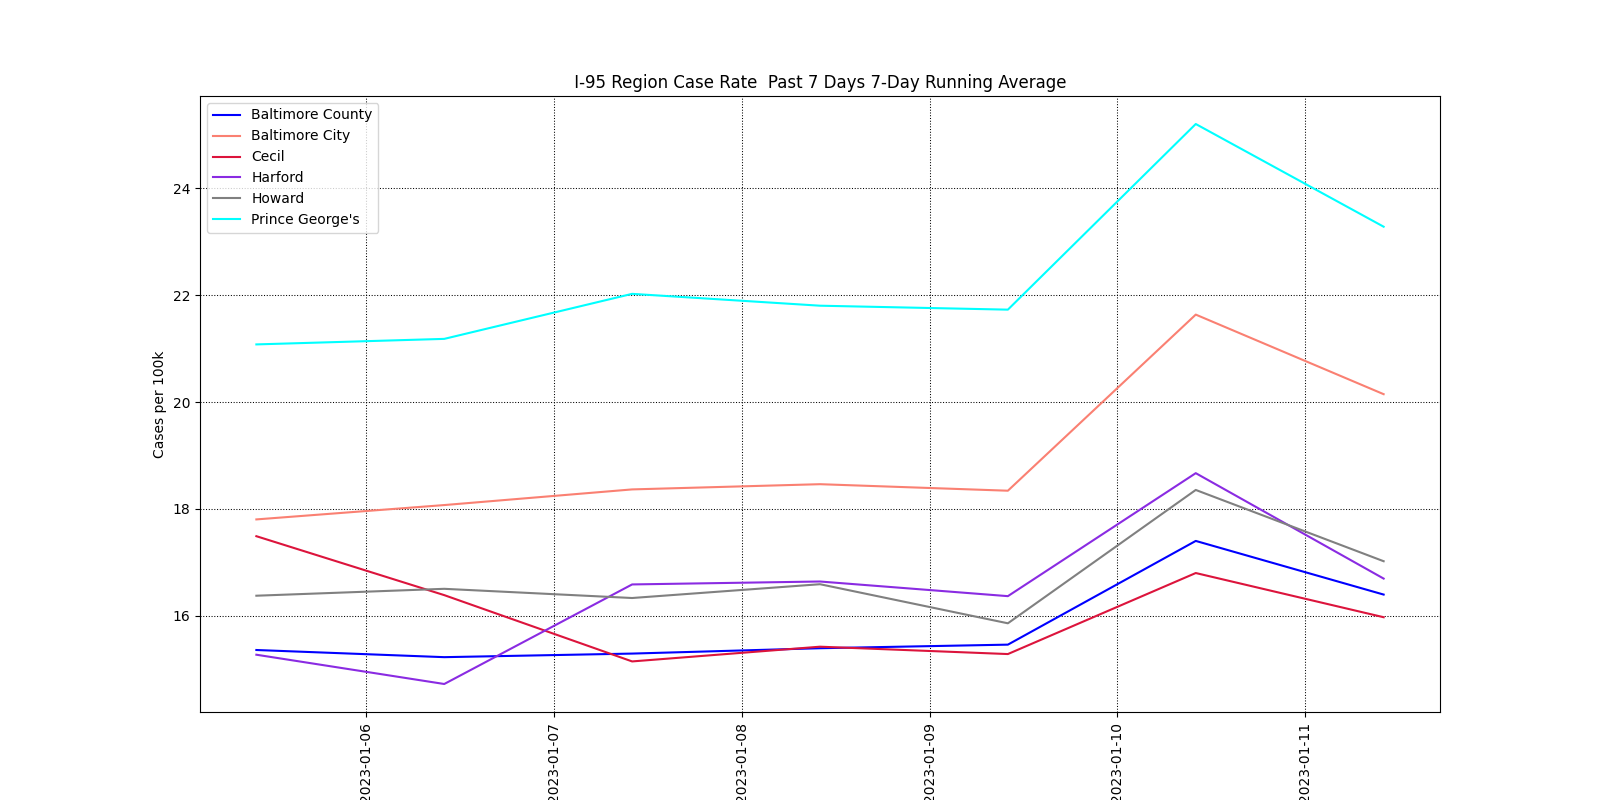 I-95 Region Case Rate  Past 7 Days 7-Day Running Average
Baltimore County
Baltimore City
Cecil
Harford
Howard
Prince George's
24
22
20
18
16
Cases per 100k
2023-01-06
2023-01-07
2023-01-08
2023-01-09
2023-01-10
2023-01-11